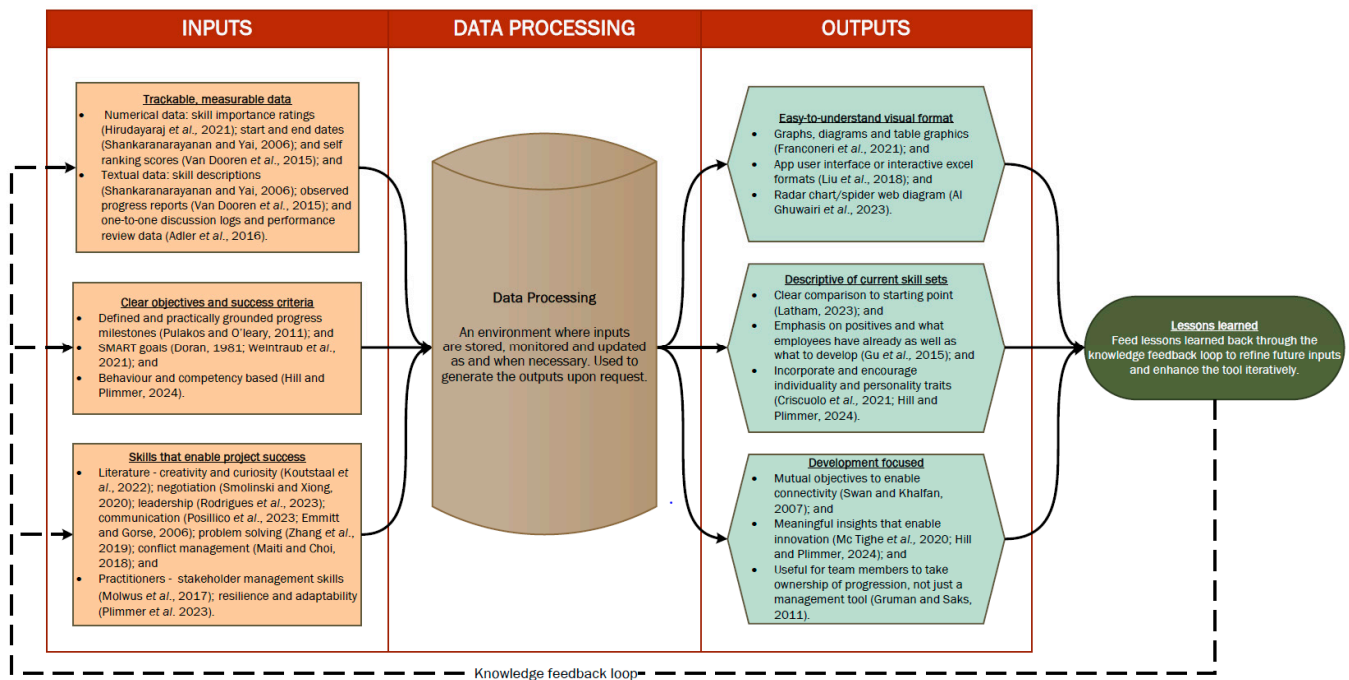 INPUTS
DATA PROCESSING
OUTPUTS
Trackable, measurable data
• Numerical data: skill importance ratings
(Hirudayaraj et al., 2021); start and end dates
(Shankaranarayanan and Yai, 2006); and self
ranking scores (Van Dooren et al., 2015); and
• Textual data: skill descriptions
(Shankaranarayanan and Yai, 2006); observed
progress reports (Van Dooren et al., 2015); and
one-to-one discussion logs and performance
review data (Adler et al., 2016).
Clear objectives and success criteria
• Defined and practically grounded progress
milestones (Pulakos and O'leary, 2011); and
• SMART goals (Doran, 1981; Weintraub et al.,
2021); and
• Behaviour and competency based (Hill and
Plimmer, 2024).
Skills that enable project success
• Literature - creativity and curiosity (Koutstaal et
al., 2022); negotiation (Smolinski and Xiong,
2020); leadership (Rodrigues et al., 2023);
communication (Posillico et al., 2023; Emmitt
and Gorse, 2006); problem solving (Zhang et al.,
2019); conflict management (Maiti and Choi,
2018); and
• Practitioners - stakeholder management skills
(Molwus et al., 2017); resilience and adaptability
(Plimmer et al. 2023).
Data Processing
An environment where inputs
are stored, monitored and updated
as and when necessary. Used to
generate the outputs upon request.
Easy-to-understand visual format
• Graphs, diagrams and table graphics
(Franconeri et al., 2021); and
• App user interface or interactive excel
formats (Liu et al., 2018); and
• Radar chart/spider web diagram (Al
Ghuwairi et al., 2023).
Descriptive of current skill sets
• Clear comparison to starting point
(Latham, 2023); and
• Emphasis on positives and what
employees have already as well as
what to develop (Gu et al., 2015); and
• Incorporate and encourage
individuality and personality traits
(Criscuolo et al., 2021; Hill and
Plimmer, 2024).
Development focused
• Mutual objectives to enable
connectivity (Swan and Khalfan,
2007); and
• Meaningful insights that enable
innovation (Mc Tighe et al., 2020; Hill
and Plimmer, 2024); and
• Useful for team members to take
ownership of progression, not just a
management tool (Gruman and Saks,
2011).
Lessons learned
Feed lessons learned back through the
knowledge feedback loop to refine future inputs
and enhance the tool iteratively.
Knowledge feedback loop